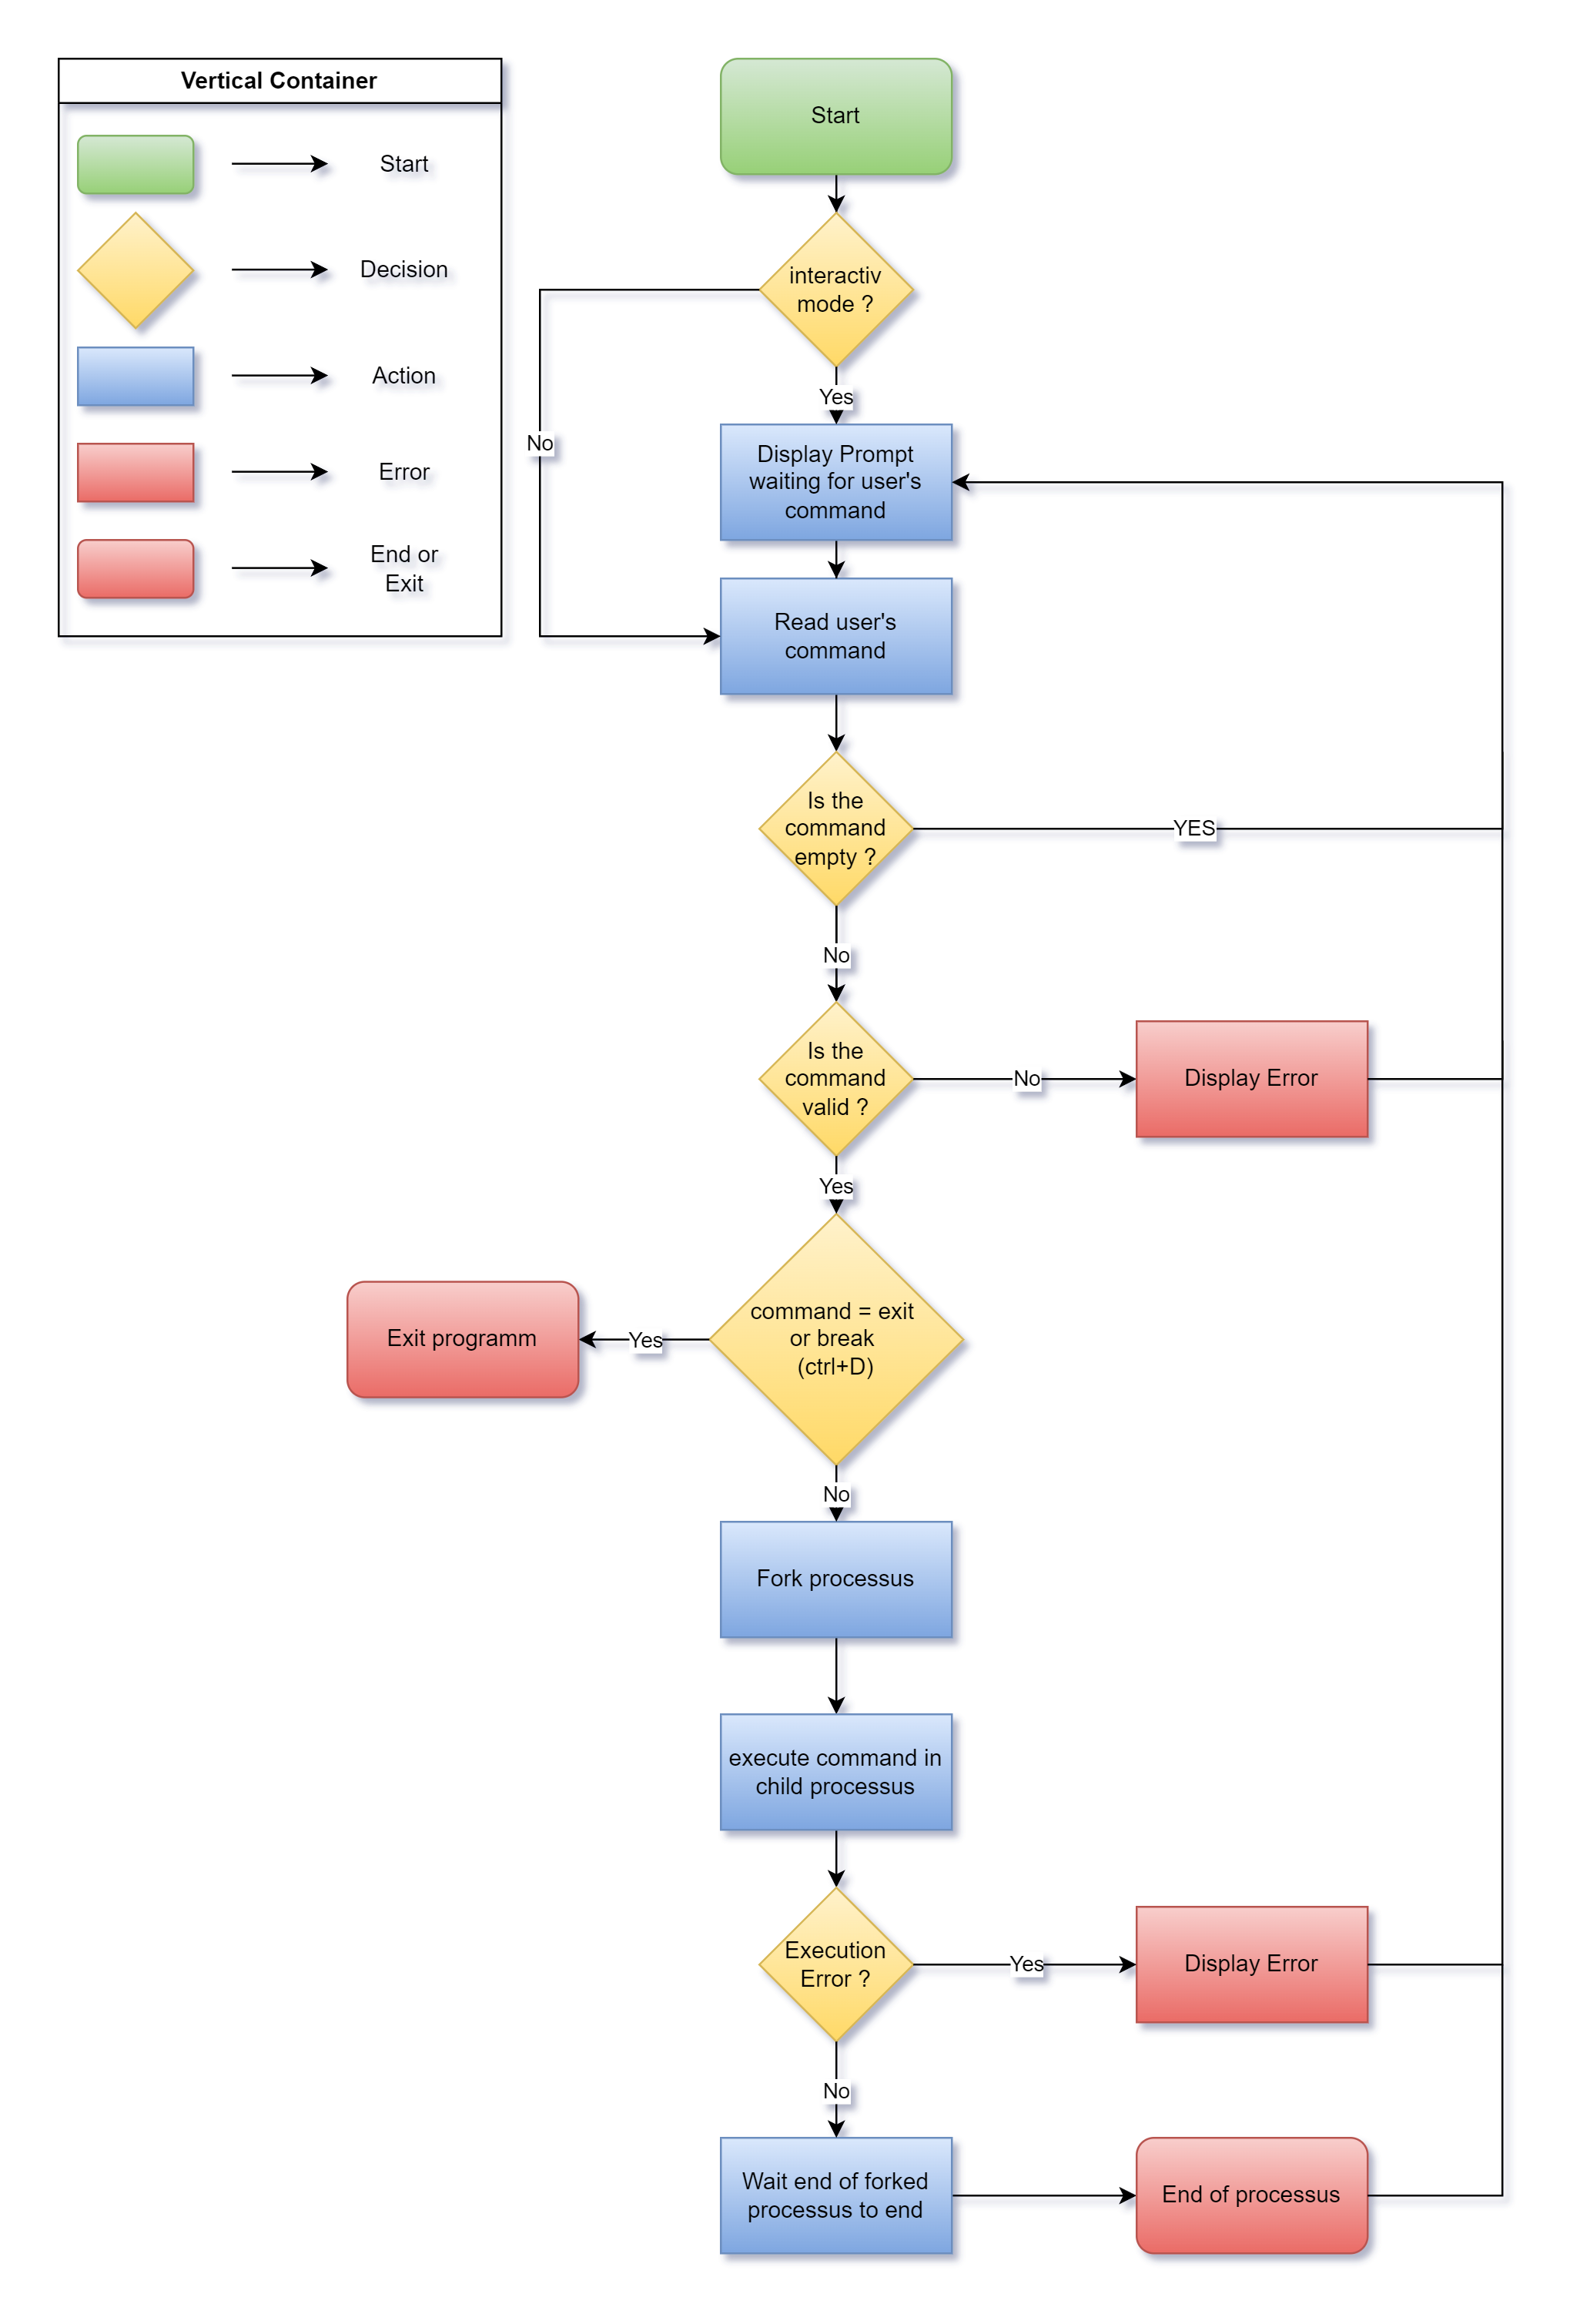 Vertical Container
Start
Decision
Action
Error
End or
Exit
Start
interactiv
mode ?
Yes
No
Display Prompt
waiting for user's
command
Read user's
command
Is the
command
empty ?
YES
No
Is the
command
valid ?
No
Display Error
Yes
command = exit
or break
(ctrl+D)
Yes
Exit programm
No
Fork processus
execute command in
child processus
Execution
Error ?
Yes
Display Error
No
Wait end of forked
processus to end
End of processus